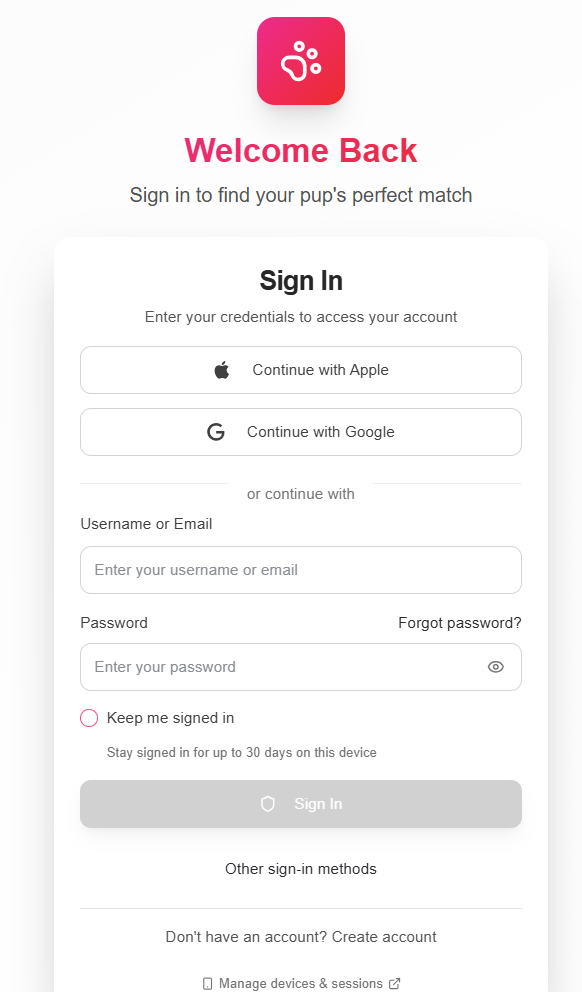 Welcome Back
Sign in to find your pup's perfect match
Sign In
Enter your credentials to access your account
Continue with Apple
Continue with Google
or continue with
Username or Email
Enter your username or email
Password Forgot password?
Enter your password
Keep me signed in
Stay signed in for up to 30 days on this device
Sign In
Other sign-in methods
Don't have an account? Create account
Manage devices & sessions